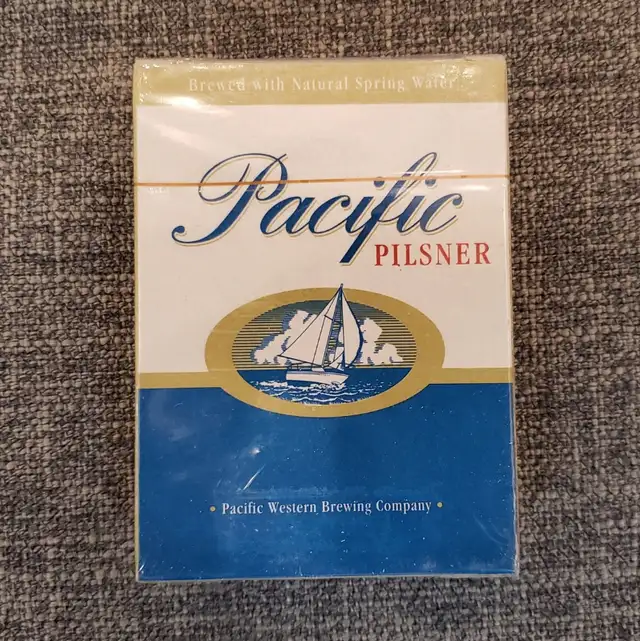 Brewed with Natural Spring Water
Pacific
PILSNER
• Pacific Western Brewing Company •